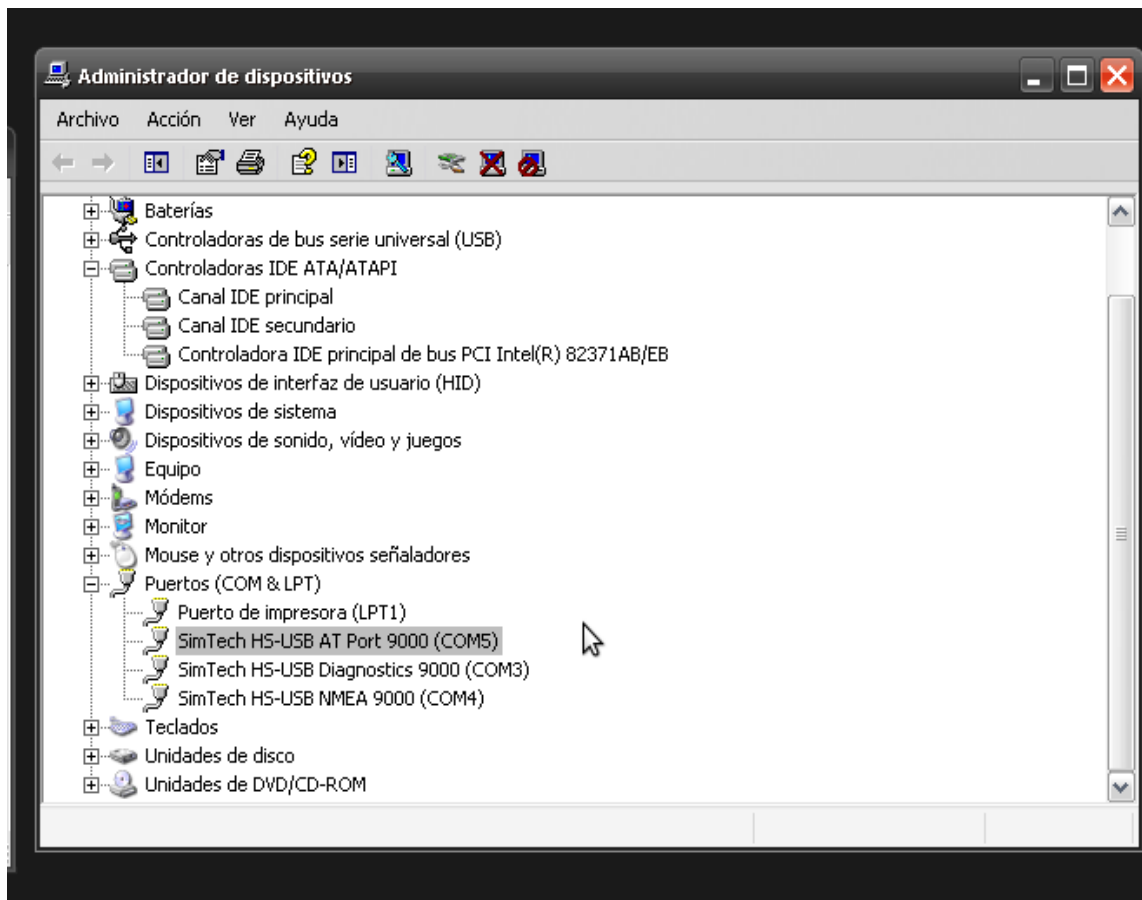 Administrador de dispositivos
Archivo Acción Ver Ayuda
Baterías
Controladoras de bus serie universal (USB)
Controladoras IDE ATA/ATAPI
Canal IDE principal
Canal IDE secundario
Controladora IDE principal de bus PCI Intel(R) 82371AB/EB
Dispositivos de interfaz de usuario (HID)
Dispositivos de sistema
Dispositivos de sonido, vídeo y juegos
Equipo
Módems
Monitor
Mouse y otros dispositivos señaladores
Puertos (COM & LPT)
Puerto de impresora (LPT1)
SimTech HS-USB AT Port 9000 (COM5)
SimTech HS-USB Diagnostics 9000 (COM3)
SimTech HS-USB NMEA 9000 (COM4)
Teclados
Unidades de disco
Unidades de DVD/CD-ROM